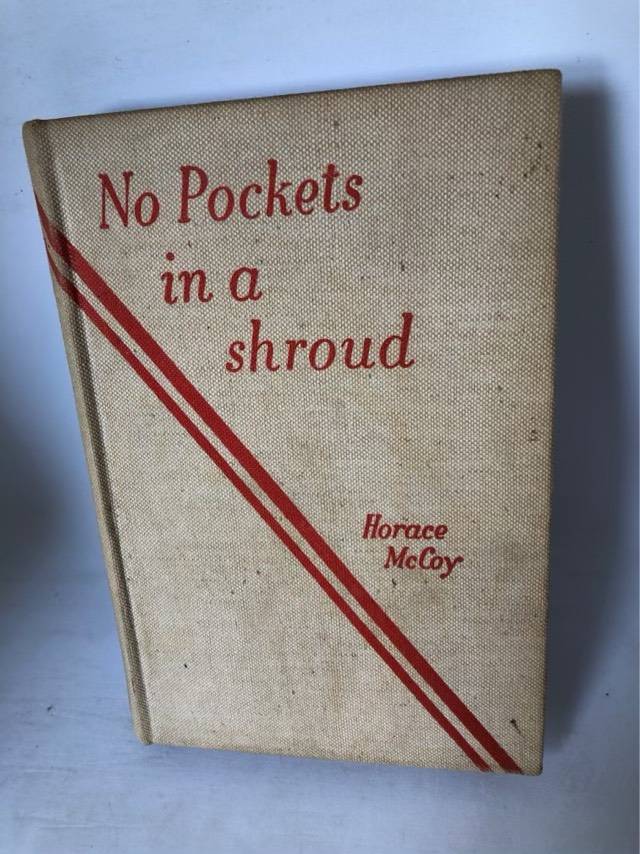 No Pockets
in a
shroud
Horace
McCoy